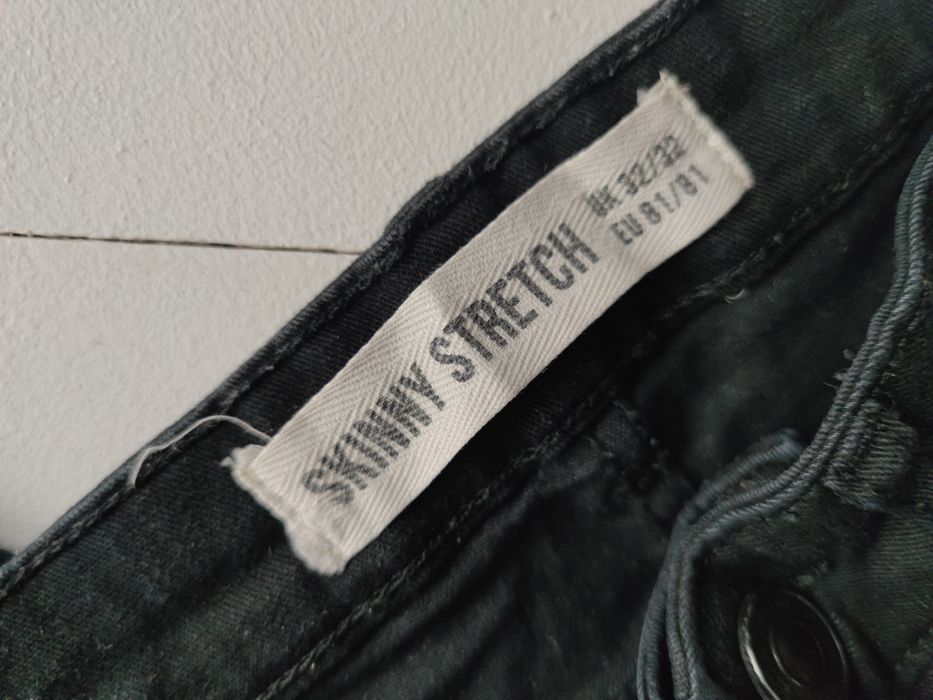 SKINNY STRETCH
UK 32/32
EU 81/81